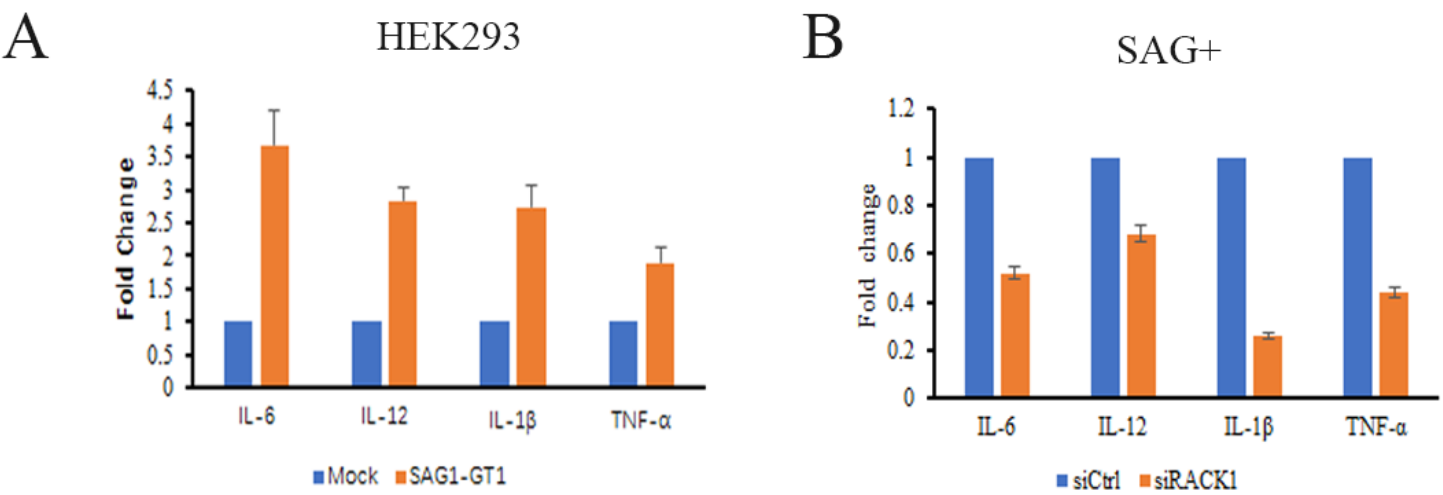 A
HEK293
Fold Change
4.5
4
3.5
3
2.5
2
1.5
1
0.5
0
IL-6 IL-12 IL-1β TNF-α
Mock SAG1-GT1
B
SAG+
Fold change
1.2
1
0.8
0.6
0.4
0.2
0
IL-6 IL-12 IL-1β TNF-α
siCtrl siRACK1